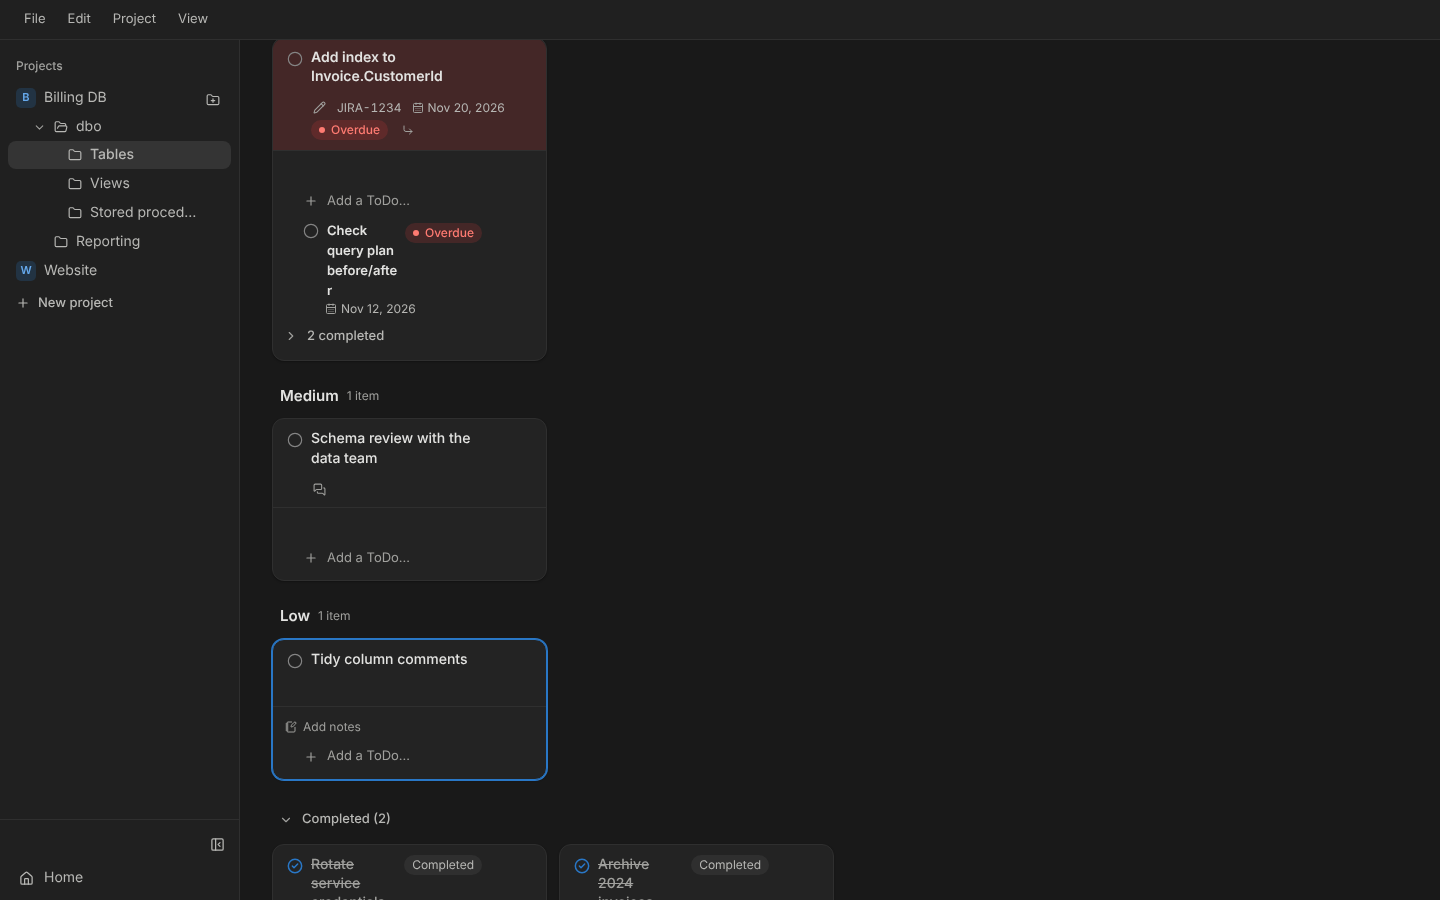 File Edit Project View
Projects
B Billing DB
dbo
Tables
Views
Stored proced...
Reporting
W Website
New project
Home
Add index to
Invoice.CustomerId
JIRA-1234 Nov 20, 2026
Overdue
Add a ToDo...
Check
query plan
before/afte
r
Overdue
Nov 12, 2026
2 completed
Medium 1 item
Schema review with the
data team
Add a ToDo...
Low 1 item
Tidy column comments
Add notes
Add a ToDo...
Completed (2)
Rotate
service
credentials
Completed
Archive
2024
invoices
Completed